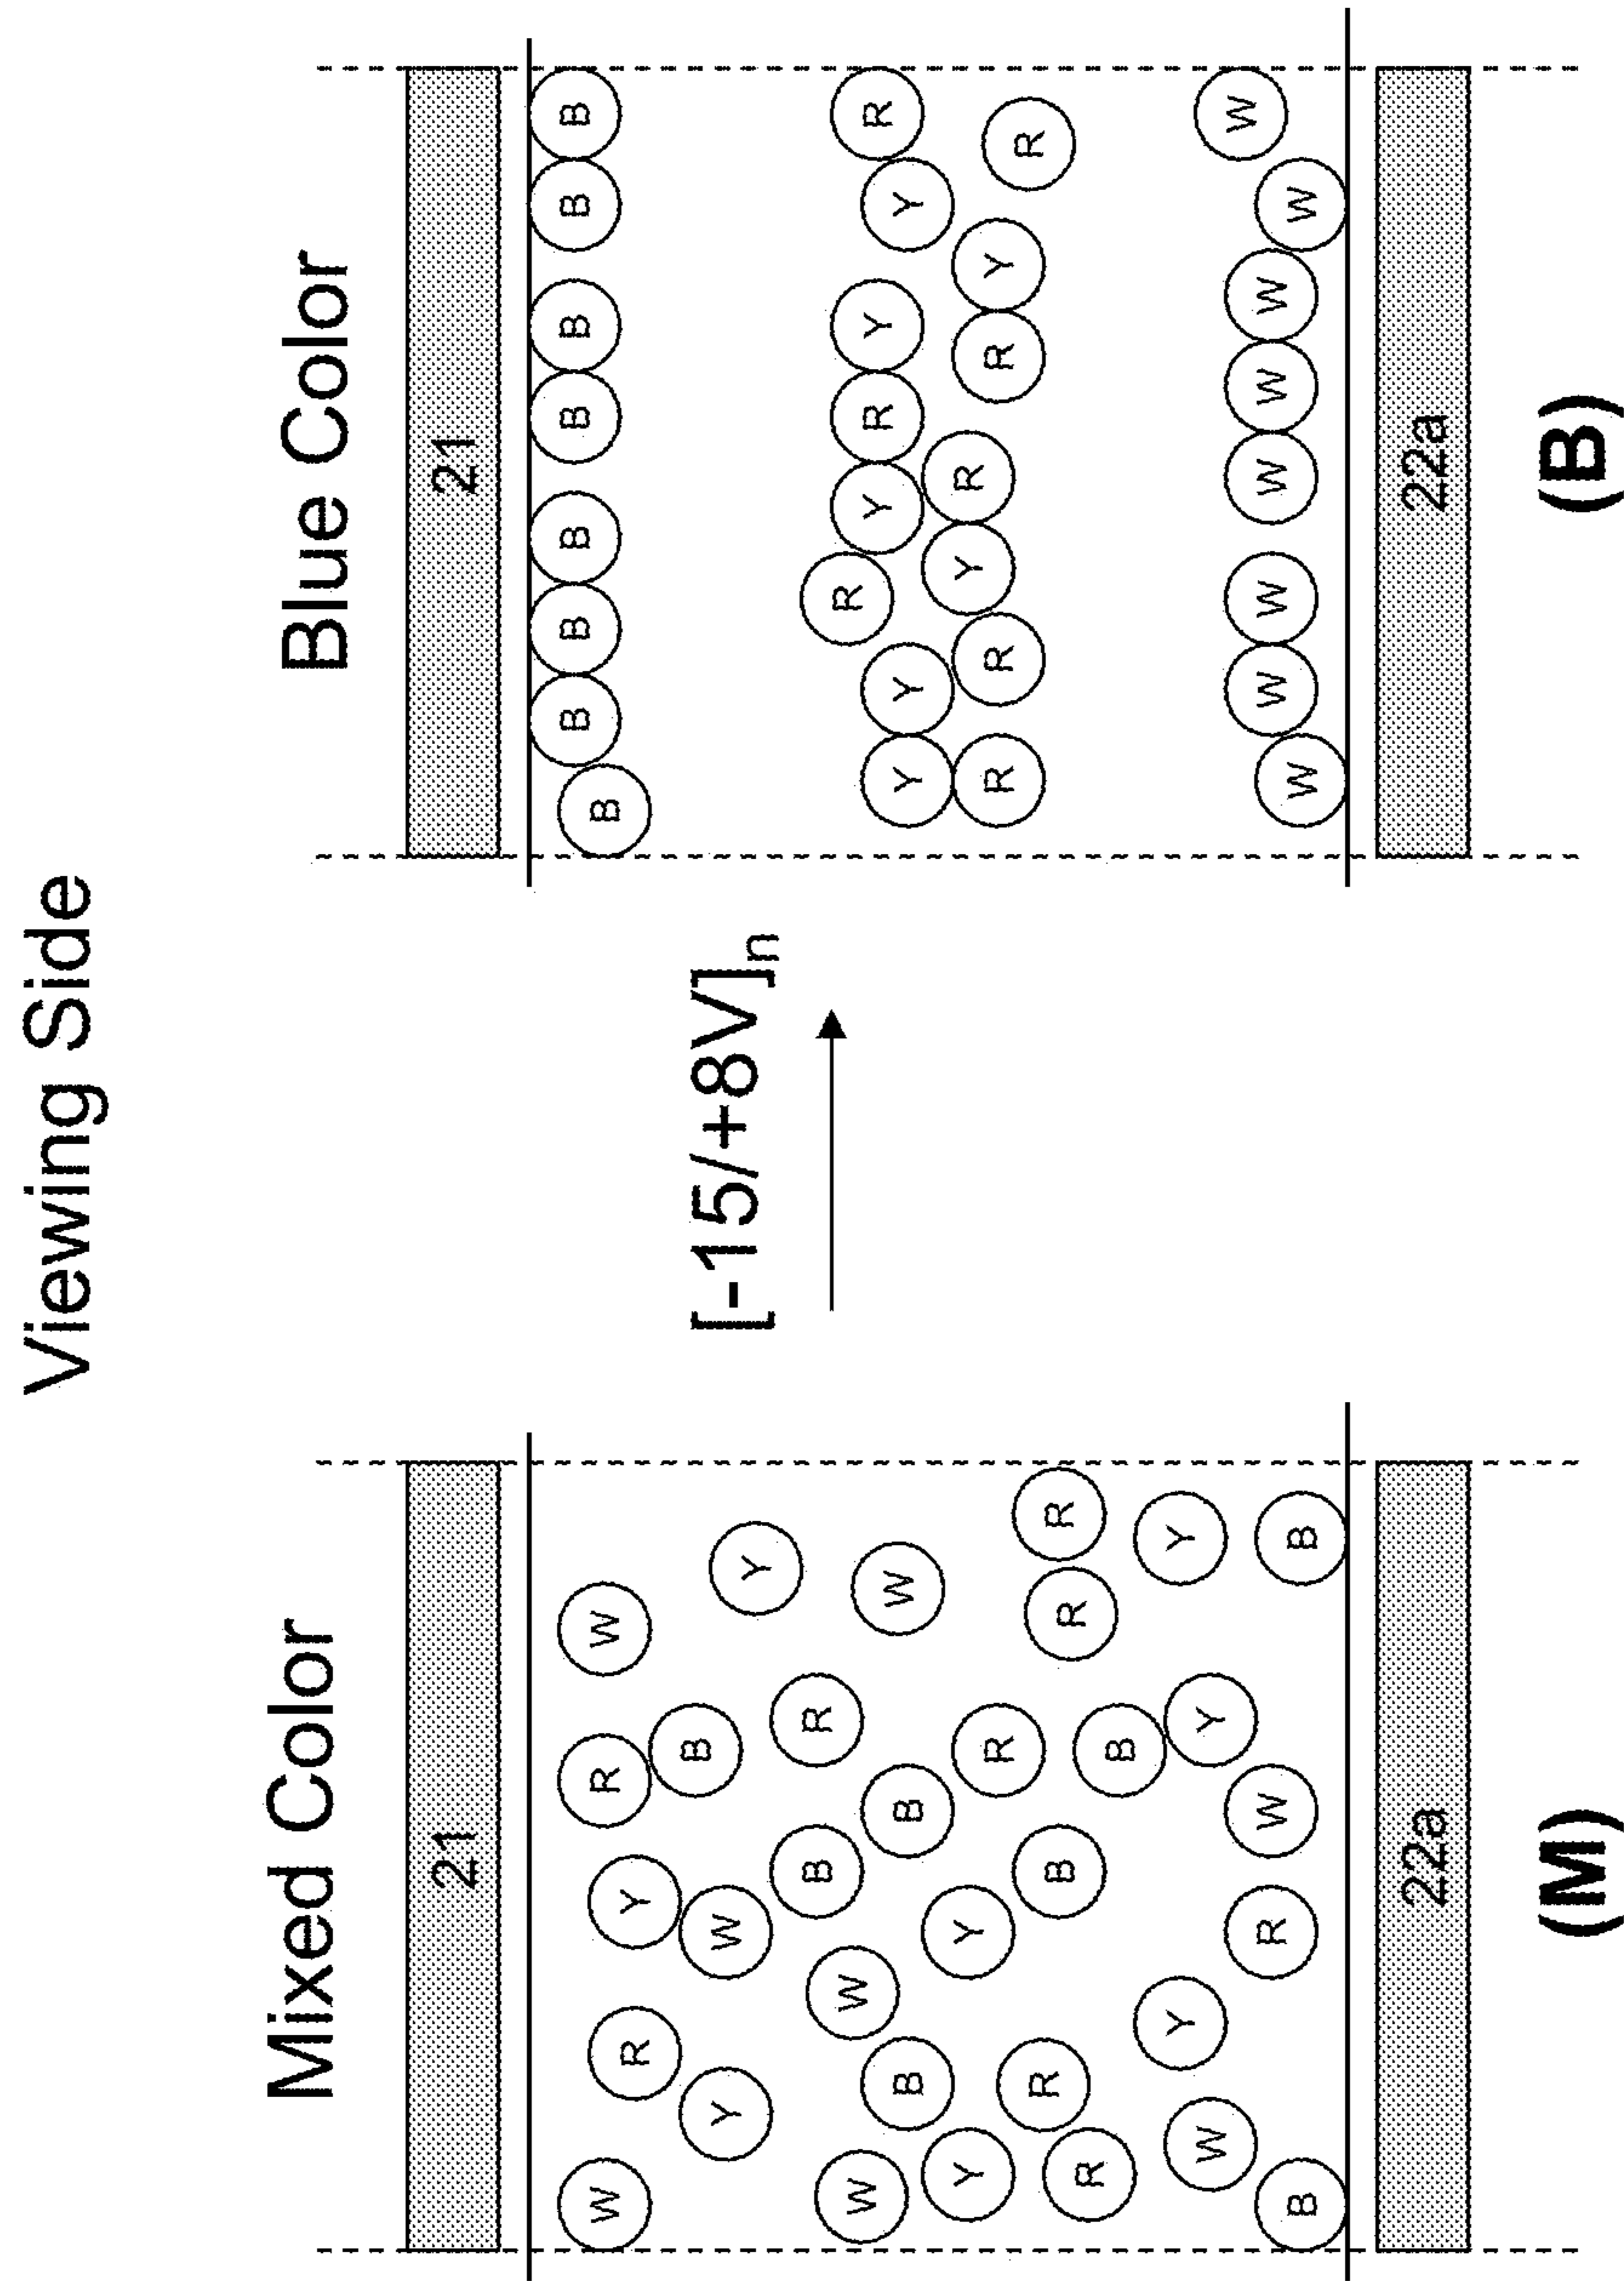 Viewing Side
Mixed Color
21
W R Y R W
Y W B Y
W W B R W
B B
Y Y R
R B R R
R B
Y Y
W Y
R W
B B
22a
(M)
[-15/+8V]n
Blue Color
21
B B B B B B B B
Y Y R Y R Y Y R
R R Y R R Y R
W W W W W W W W
22a
(B)